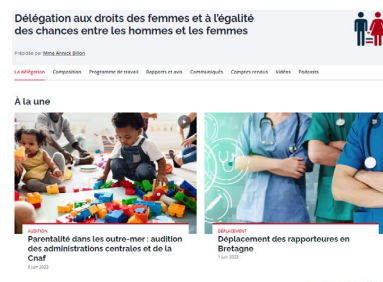 Délégation aux droits des femmes et à l'égalité
des chances entre les hommes et les femmes
Présidée par Mme Annick Billon
La délégation Composition Programme de travail Rapports et avis Communiqués Comptes rendus Vidéos Podcasts
À la une
AUDITION
Parentalité dans les outre-mer : audition
des administrations centrales et de la
Cnaf
8 juin 2023
DÉPLACEMENT
Déplacement des rapporteures en
Bretagne
1 juin 2023